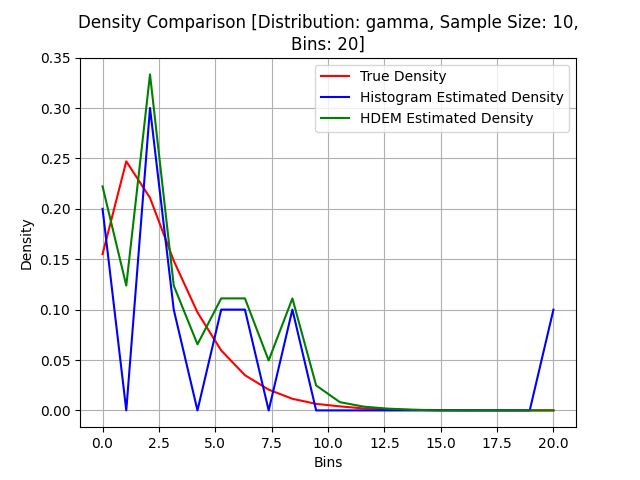 Density Comparison [Distribution: gamma, Sample Size: 10,
Bins: 20]
0.35
0.30
0.25
0.20
0.15
0.10
0.05
0.00
Density
True Density
Histogram Estimated Density
HDEM Estimated Density
0.0 2.5 5.0 7.5 10.0 12.5 15.0 17.5 20.0
Bins